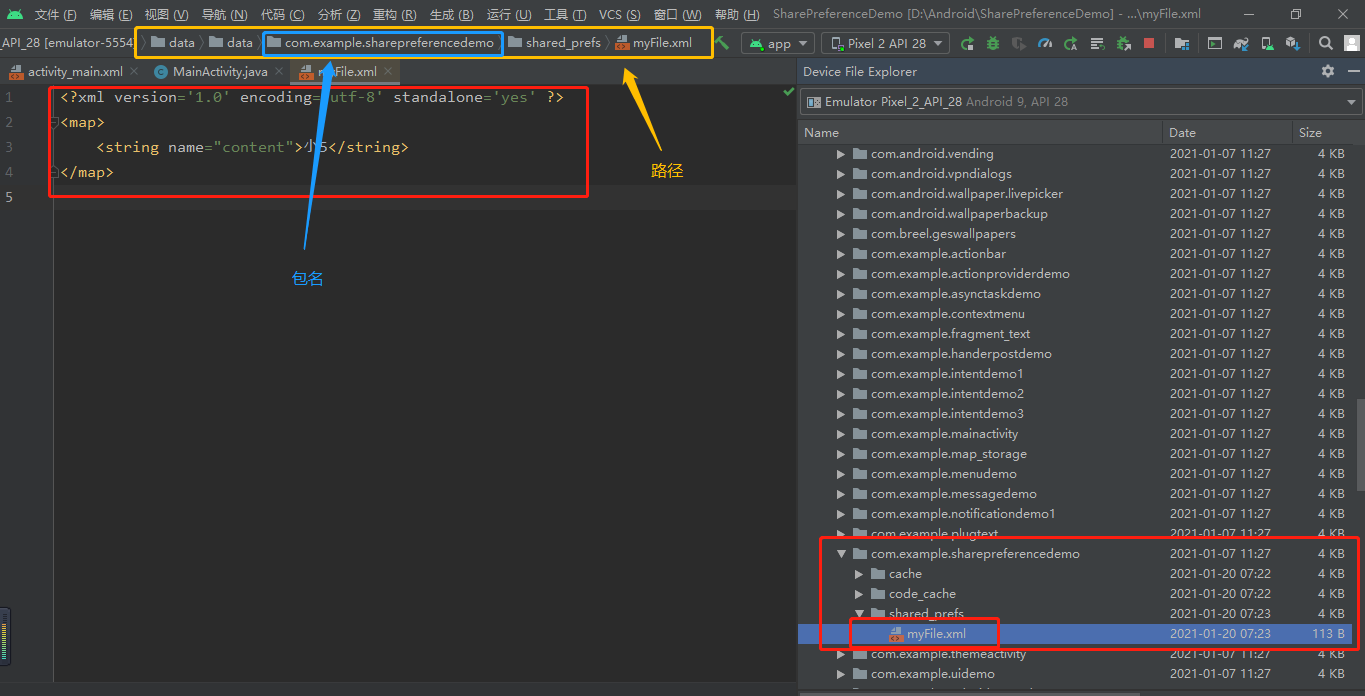 文件 (F) 编辑 (E) 视图 (V) 导航 (N) 代码 (C) 分析 (Z) 重构 (R) 生成 (B) 运行 (U) 工具 (T) VCS (S) 窗口 (W) 帮助 (H) SharePreferenceDemo [D:\Android\SharePreferenceDemo] - ...\myFile.xml
_API_28 [emulator-5554 data data com.example.sharepreferencedemo shared_prefs myFile.xml app Pixel 2 API 28
activity_main.xml MainActivity.java myFile.xml
Device File Explorer
Emulator Pixel_2_API_28 Android 9, API 28
1 <?xml version='1.0' encoding='utf-8' standalone='yes' ?>
2 <map>
3 <string name="content">小5</string>
4 </map>
5
路径
包名
Name Date Size
com.android.vending 2021-01-07 11:27 4 KB
com.android.vpndialogs 2021-01-07 11:27 4 KB
com.android.wallpaper.livepicker 2021-01-07 11:27 4 KB
com.android.wallpaperbackup 2021-01-07 11:27 4 KB
com.breel.geswallpapers 2021-01-07 11:27 4 KB
com.example.actionbar 2021-01-07 11:27 4 KB
com.example.actionproviderdemo 2021-01-07 11:27 4 KB
com.example.asynctaskdemo 2021-01-07 11:27 4 KB
com.example.contextmenu 2021-01-07 11:27 4 KB
com.example.fragment_text 2021-01-07 11:27 4 KB
com.example.handerpostdemo 2021-01-07 11:27 4 KB
com.example.intentdemo1 2021-01-07 11:27 4 KB
com.example.intentdemo2 2021-01-07 11:27 4 KB
com.example.intentdemo3 2021-01-07 11:27 4 KB
com.example.mainactivity 2021-01-07 11:27 4 KB
com.example.map_storage 2021-01-07 11:27 4 KB
com.example.menudemo 2021-01-07 11:27 4 KB
com.example.messagedemo 2021-01-07 11:27 4 KB
com.example.notificationdemo1 2021-01-07 11:27 4 KB
com.example.plugtext 2021-01-07 11:27 4 KB
com.example.sharepreferencedemo 2021-01-07 11:27 4 KB
cache 2021-01-20 07:22 4 KB
code_cache 2021-01-20 07:22 4 KB
shared_prefs 2021-01-20 07:23 4 KB
myFile.xml 2021-01-20 07:23 113 B
com.example.themeactivity 2021-01-07 11:27 4 KB
com.example.uidemo 2021-01-07 11:27 4 KB